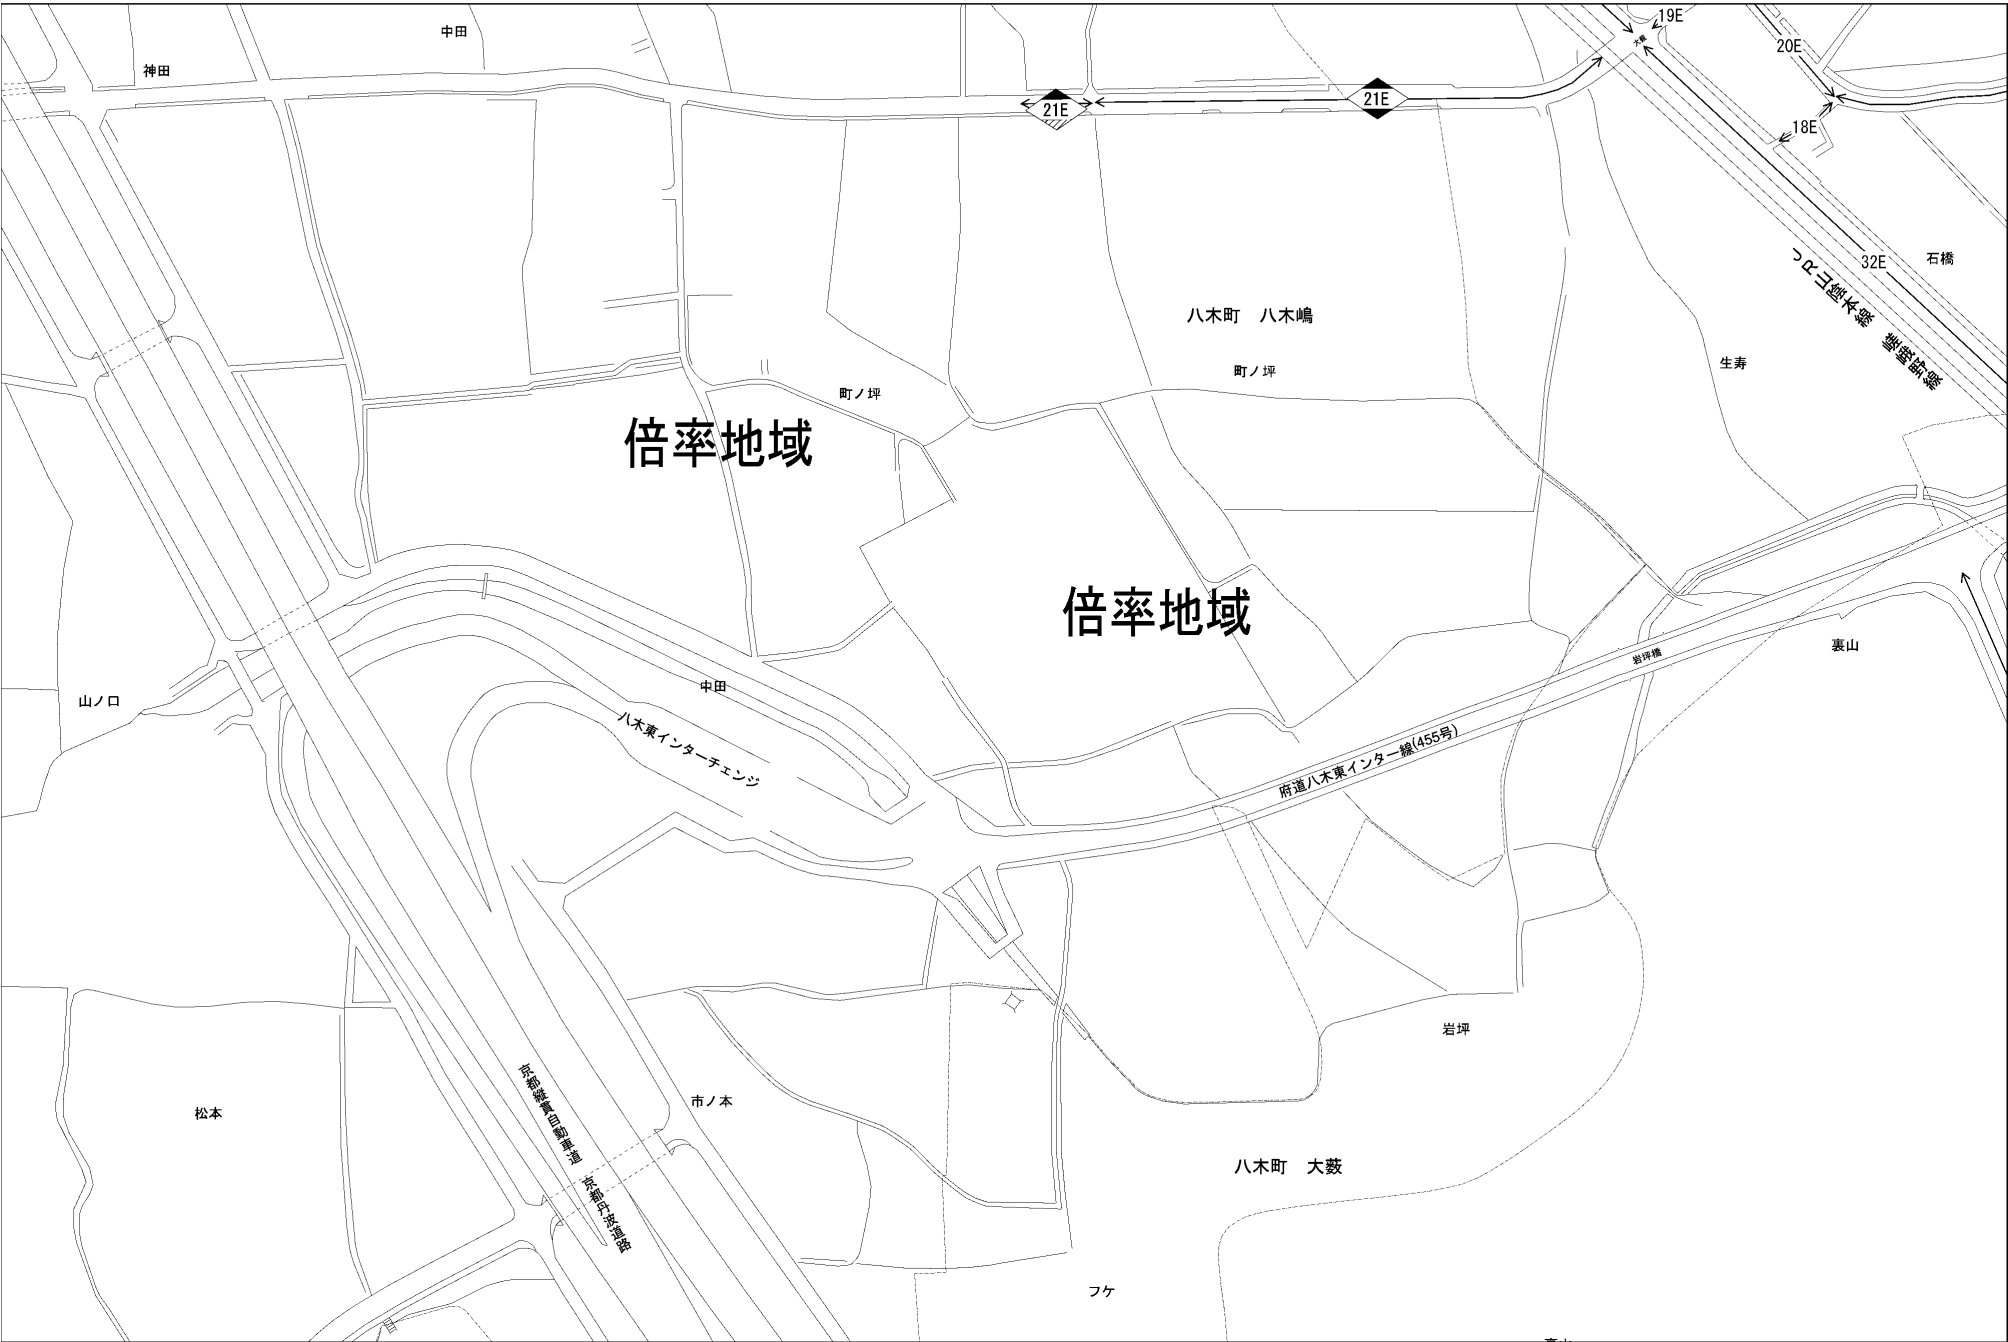 中田
神田
19E
大薮
20E
21E
21E
18E
石橋
32E
JR山陰本線 嵯峨野線
八木町 八木嶋
生寿
町ノ坪
町ノ坪
倍率地域
倍率地域
裏山
岩坪橋
中田
山ノ口
八木東インターチェンジ
府道八木東インター線(455号)
岩坪
京都縦貫自動車道 京都丹波道路
市ノ本
松本
八木町 大薮
フケ